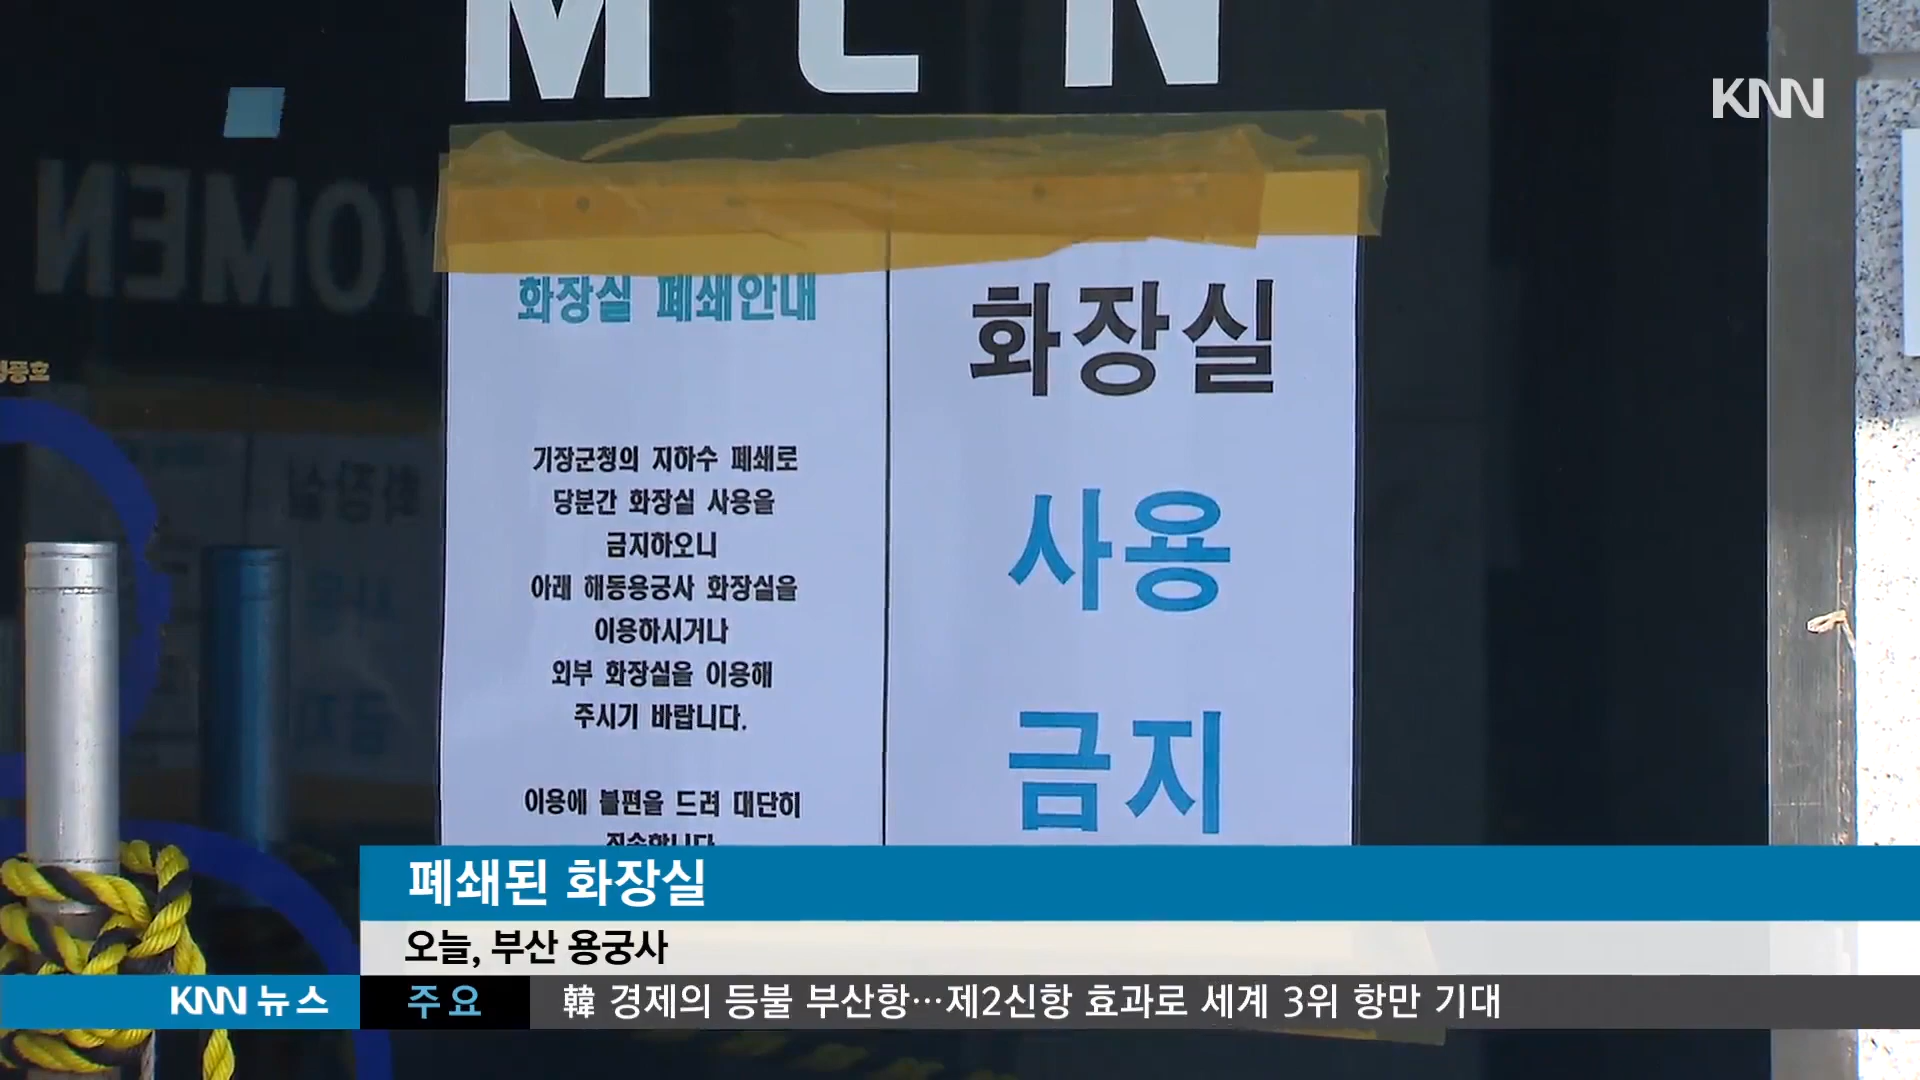 MEN
KNN
WOMEN
화장실 폐쇄안내
기장군청의 지하수 폐쇄로
당분간 화장실 사용을
금지하오니
아래 해동용궁사 화장실을
이용하시거나
외부 화장실을 이용해
주시기 바랍니다.
이용에 불편을 드려 대단히
죄송합니다
화장실
사용
금지
폐쇄된 화장실
오늘, 부산 용궁사
KNN 뉴스
주요
韓 경제의 등불 부산항…제2신항 효과로 세계 3위 항만 기대